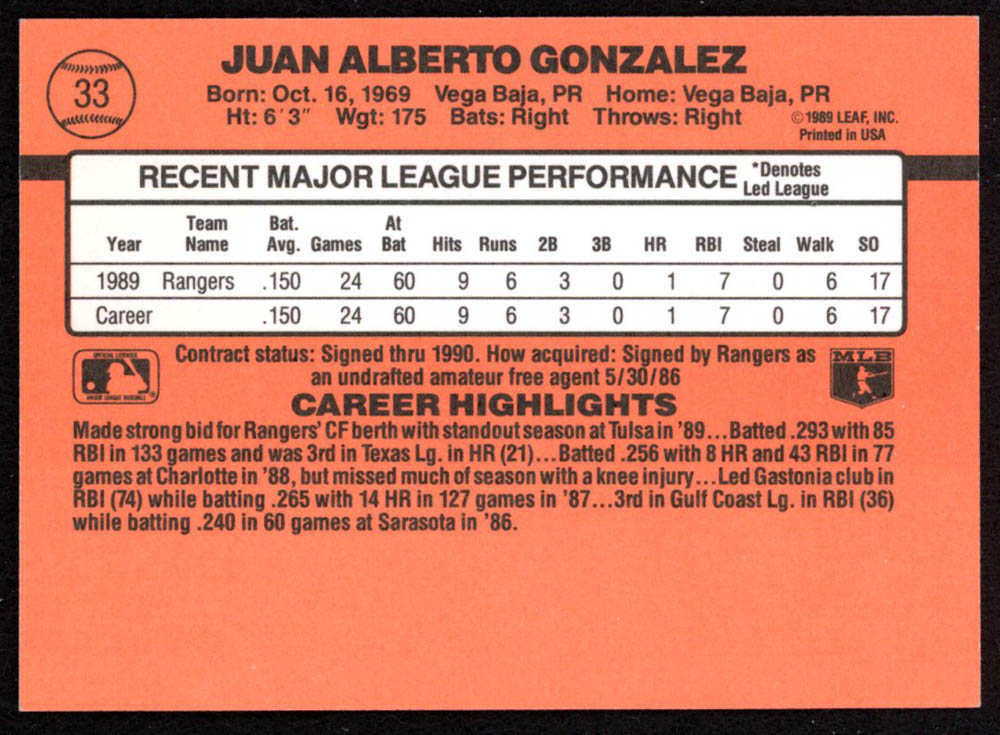 33
JUAN ALBERTO GONZALEZ
Born: Oct. 16, 1969 Vega Baja, PR Home: Vega Baja, PR
Ht: 6'3" Wgt: 175 Bats: Right Throws: Right
©1989 LEAF, INC.
Printed in USA
RECENT MAJOR LEAGUE PERFORMANCE
*Denotes
Led League
Year Team Name Bat. Avg. Games At Bat Hits Runs 2B 3B HR RBI Steal Walk SO
1989 Rangers .150 24 60 9 6 3 0 1 7 0 6 17
Career .150 24 60 9 6 3 0 1 7 0 6 17
Contract status: Signed thru 1990. How acquired: Signed by Rangers as
an undrafted amateur free agent 5/30/86
OFFICIAL LICENSEE
MAJOR LEAGUE BASEBALL
MLB
CAREER HIGHLIGHTS
Made strong bid for Rangers' CF berth with standout season at Tulsa in '89...Batted .293 with 85
RBI in 133 games and was 3rd in Texas Lg. in HR (21)...Batted .256 with 8 HR and 43 RBI in 77
games at Charlotte in '88, but missed much of season with a knee injury...Led Gastonia club in
RBI (74) while batting .265 with 14 HR in 127 games in '87...3rd in Gulf Coast Lg. in RBI (36)
while batting .240 in 60 games at Sarasota in '86.